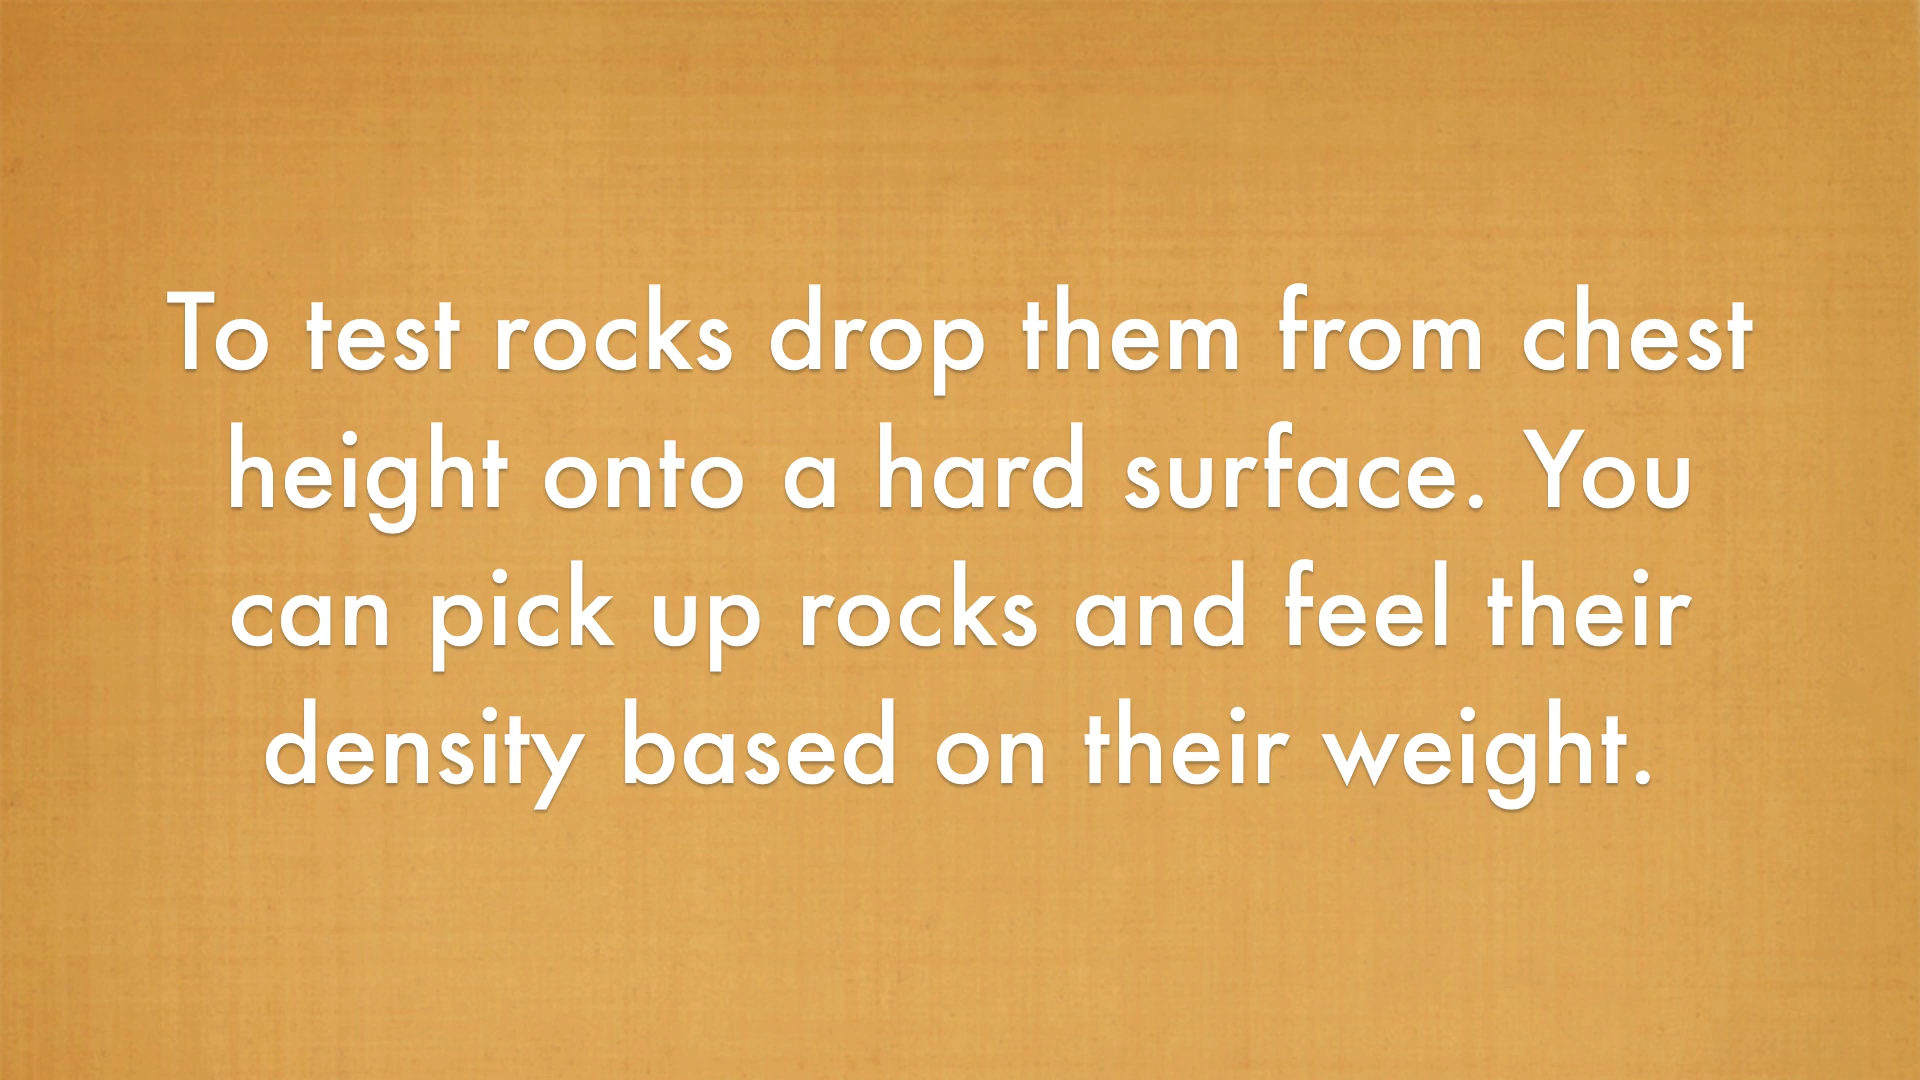 To test rocks drop them from chest
height onto a hard surface. You
can pick up rocks and feel their
density based on their weight.